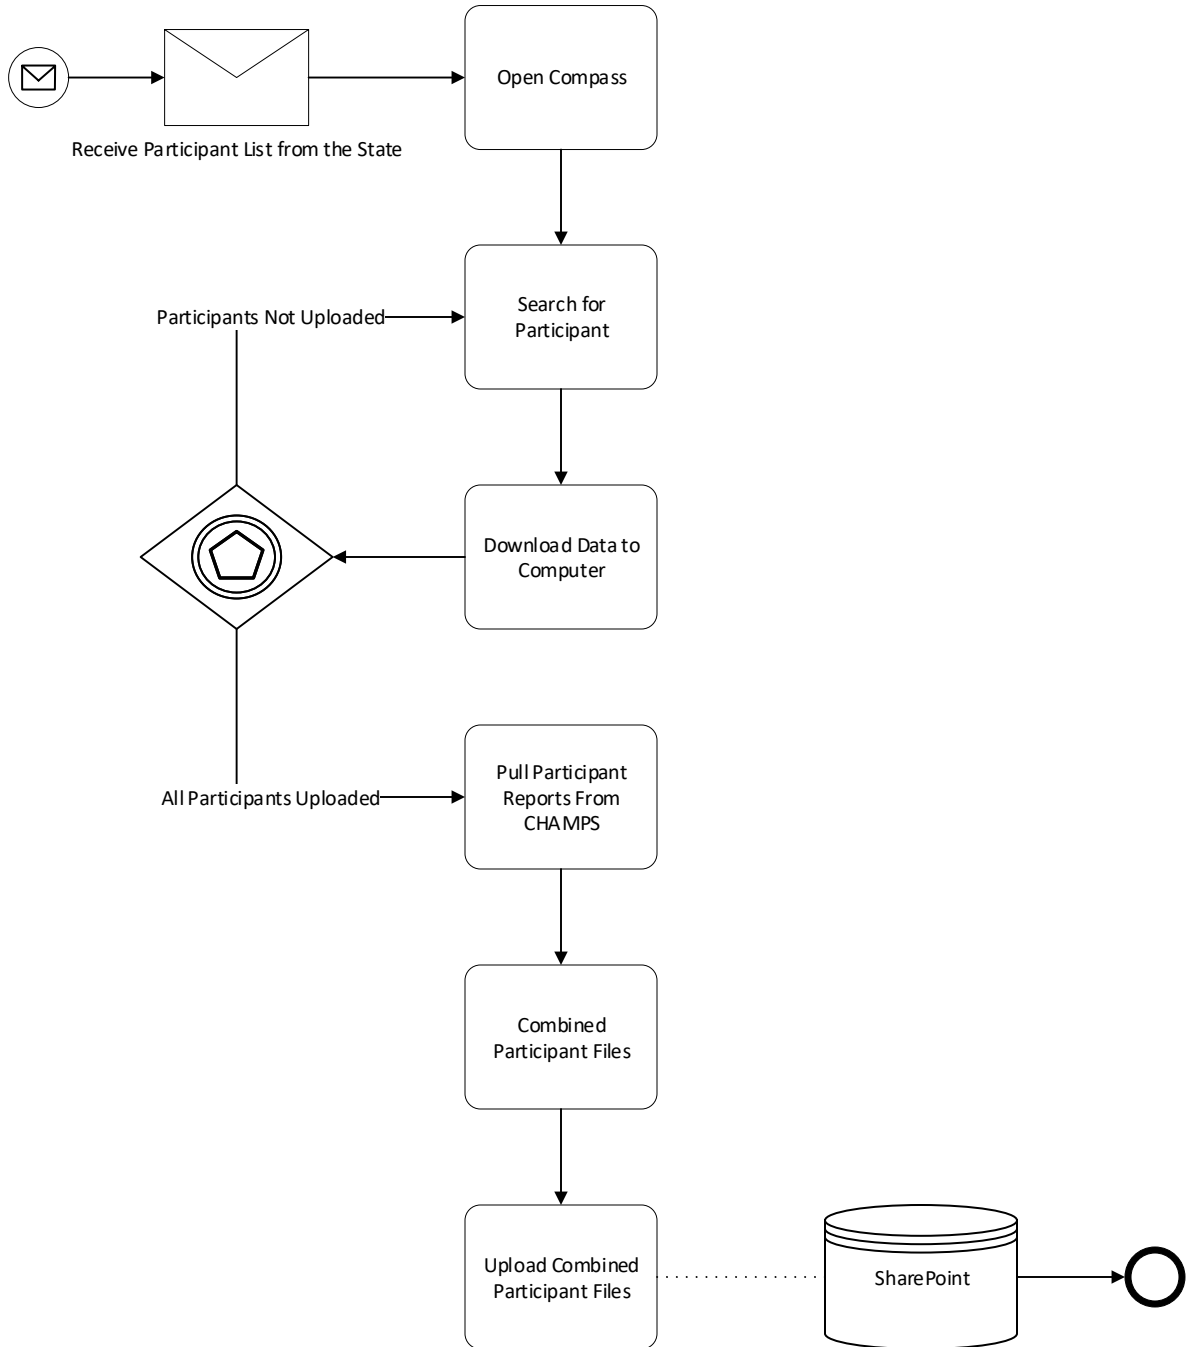 Open Compass
Receive Participant List from the State
Search for
Participant
Participants Not Uploaded
Download Data to
Computer
Pull Participant
Reports From
CHAMPS
All Participants Uploaded
Combined
Participant Files
Upload Combined
Participant Files
SharePoint